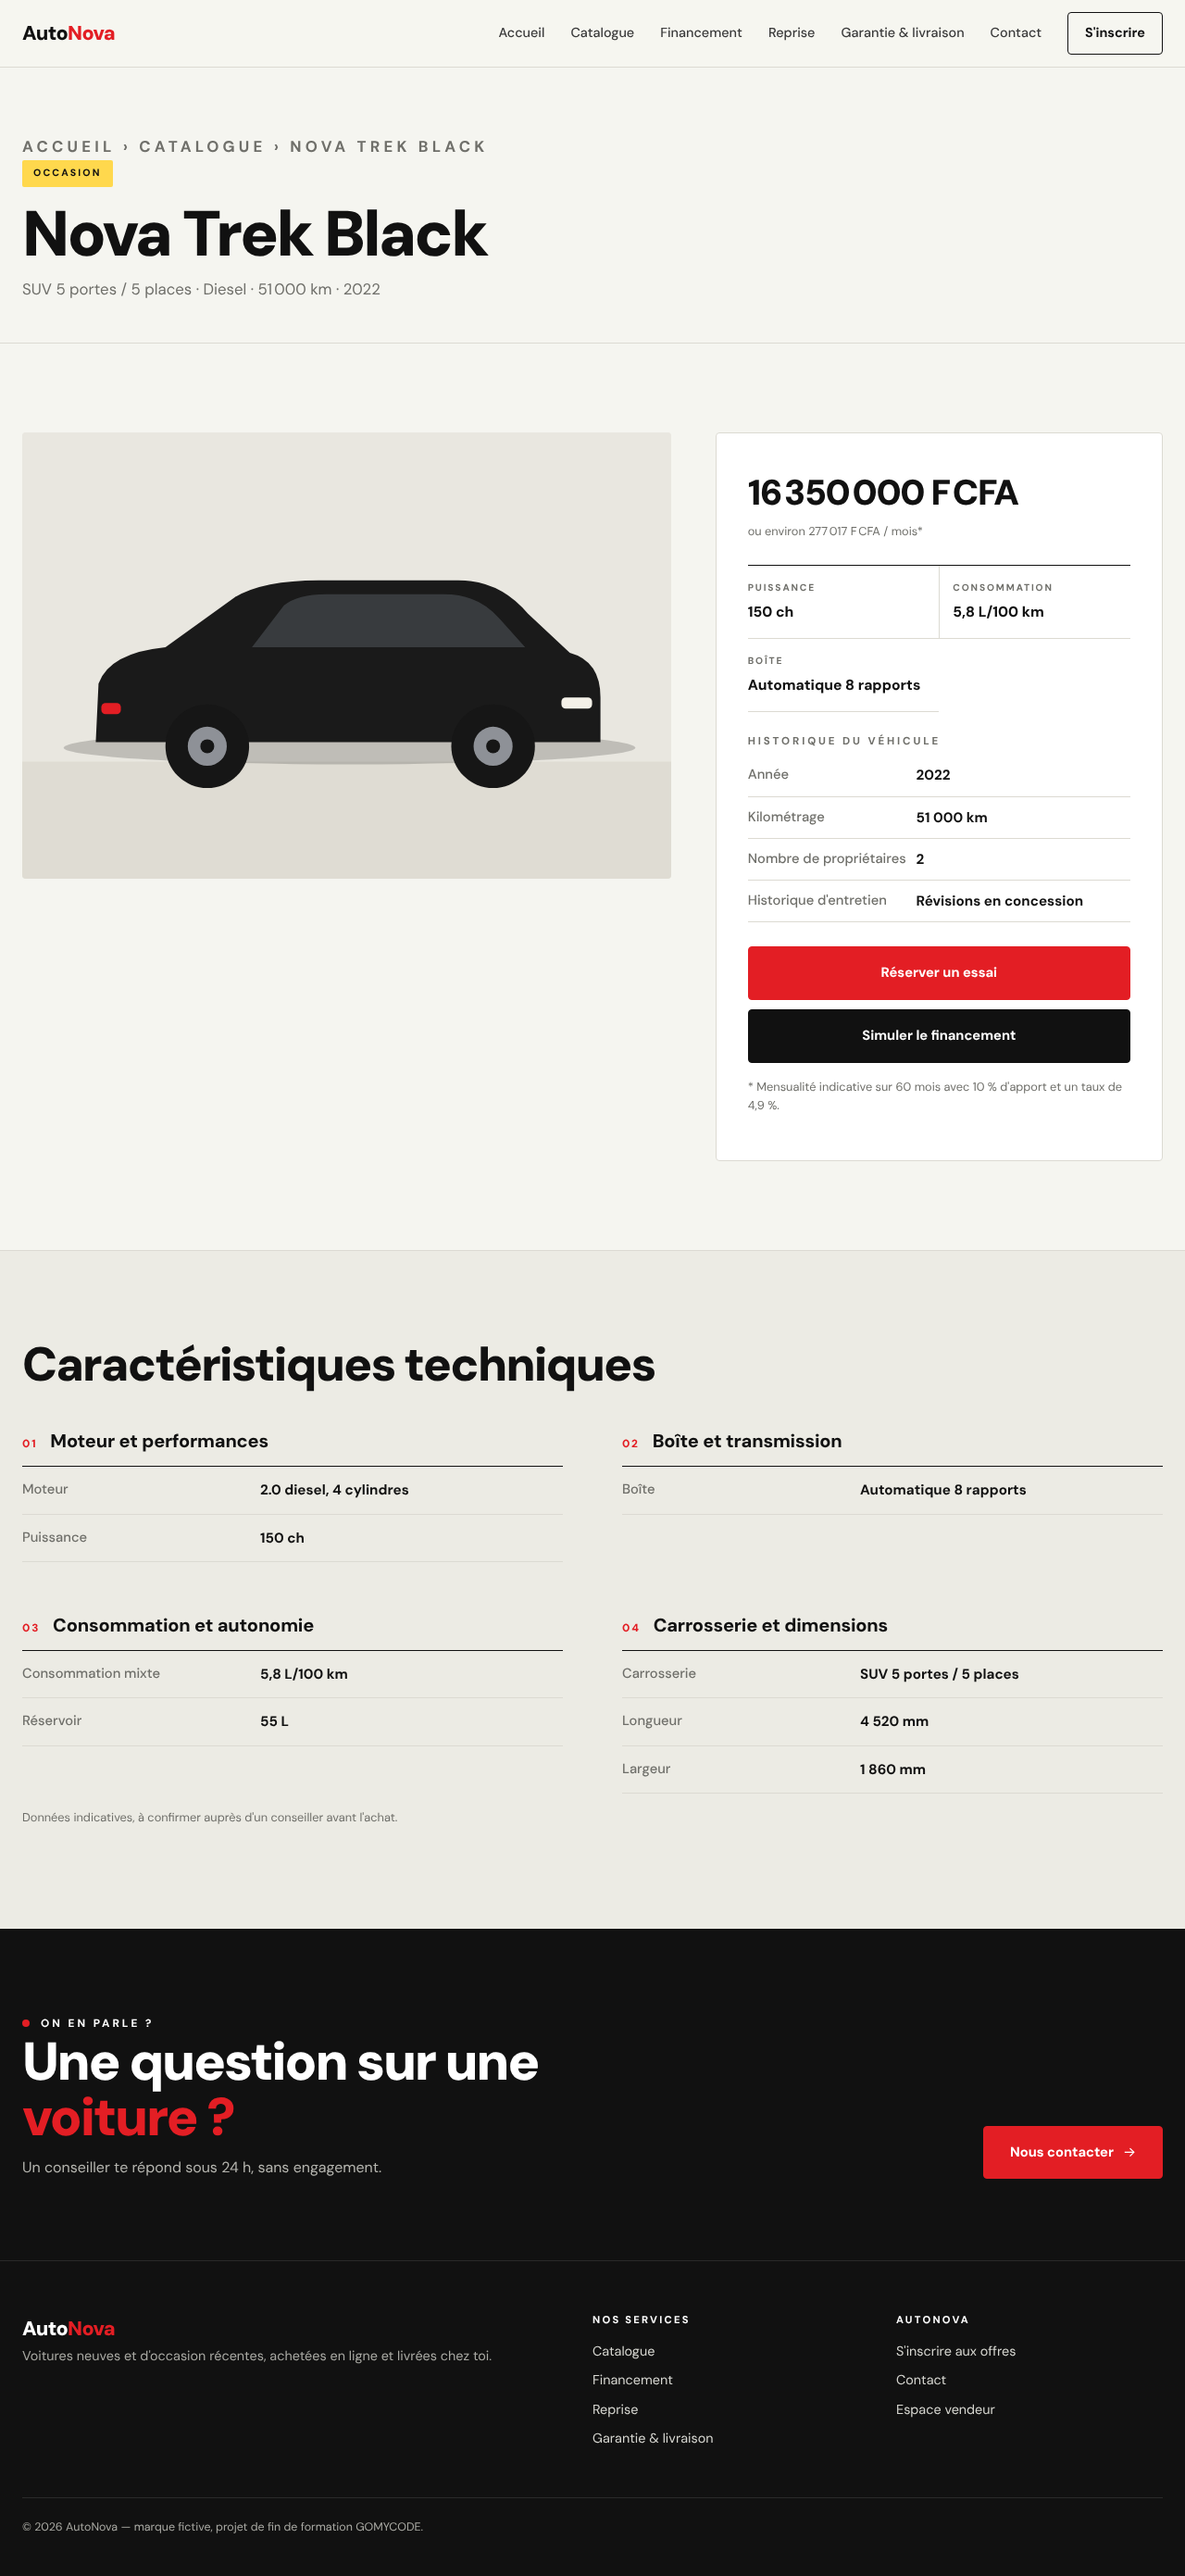 AutoNova
Accueil Catalogue Financement Reprise Garantie & livraison Contact S'inscrire
ACCUEIL › CATALOGUE › NOVA TREK BLACK
OCCASION
Nova Trek Black
SUV 5 portes / 5 places · Diesel · 51 000 km · 2022
16 350 000 F CFA
ou environ 277 017 F CFA / mois*
PUISSANCE
150 ch
CONSOMMATION
5,8 L/100 km
BOÎTE
Automatique 8 rapports
HISTORIQUE DU VÉHICULE
Année 2022
Kilométrage 51 000 km
Nombre de propriétaires 2
Historique d'entretien Révisions en concession
Réserver un essai
Simuler le financement
* Mensualité indicative sur 60 mois avec 10 % d'apport et un taux de
4,9 %.
Caractéristiques techniques
01 Moteur et performances
Moteur 2.0 diesel, 4 cylindres
Puissance 150 ch
02 Boîte et transmission
Boîte Automatique 8 rapports
03 Consommation et autonomie
Consommation mixte 5,8 L/100 km
Réservoir 55 L
04 Carrosserie et dimensions
Carrosserie SUV 5 portes / 5 places
Longueur 4 520 mm
Largeur 1 860 mm
Données indicatives, à confirmer auprès d'un conseiller avant l'achat.
ON EN PARLE ?
Une question sur une
voiture ?
Un conseiller te répond sous 24 h, sans engagement.
Nous contacter →
AutoNova
Voitures neuves et d'occasion récentes, achetées en ligne et livrées chez toi.
NOS SERVICES
Catalogue
Financement
Reprise
Garantie & livraison
AUTONOVA
S'inscrire aux offres
Contact
Espace vendeur
© 2026 AutoNova — marque fictive, projet de fin de formation GOMYCODE.